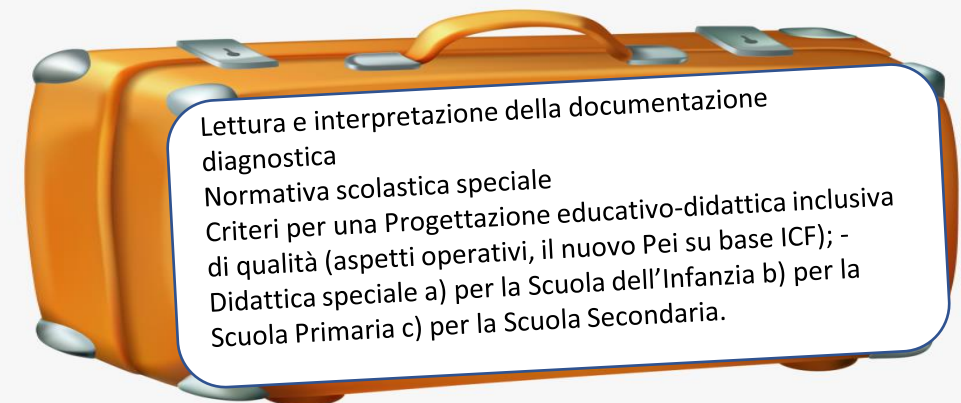 Lettura e interpretazione della documentazione
diagnostica
Normativa scolastica speciale
Criteri per una Progettazione educativo-didattica inclusiva
di qualità (aspetti operativi, il nuovo Pei su base ICF); -
Didattica speciale a) per la Scuola dell’Infanzia b) per la
Scuola Primaria c) per la Scuola Secondaria.